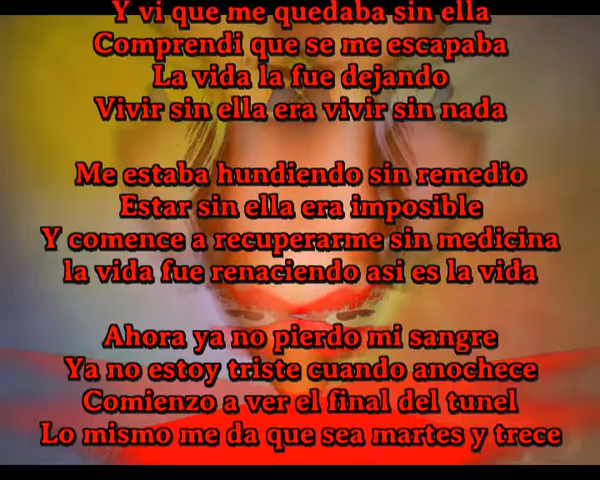 Y vi que me quedaba sin ella
Comprendi que se me escapaba
La vida la fue dejando
Vivir sin ella era vivir sin nada
Me estaba hundiendo sin remedio
Estar sin ella era imposible
Y comence a recuperarme sin medicina
la vida fue renaciendo asi es la vida
Ahora ya no pierdo mi sangre
Ya no estoy triste cuando anochece
Comienzo a ver el final del tunel
Lo mismo me da que sea martes y trece